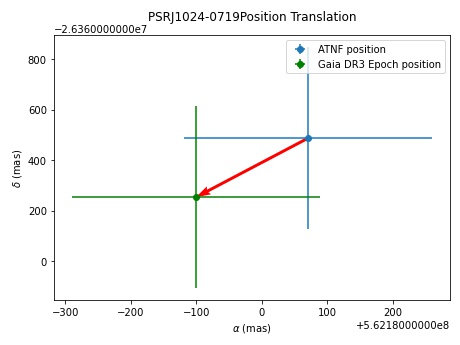 PSRJ1024-0719Position Translation
−2.6360000000e7
ATNF position
Gaia DR3 Epoch position
800
600
400
200
0
δ (mas)
−300 −200 −100 0 100 200
+5.6218000000e8
α (mas)